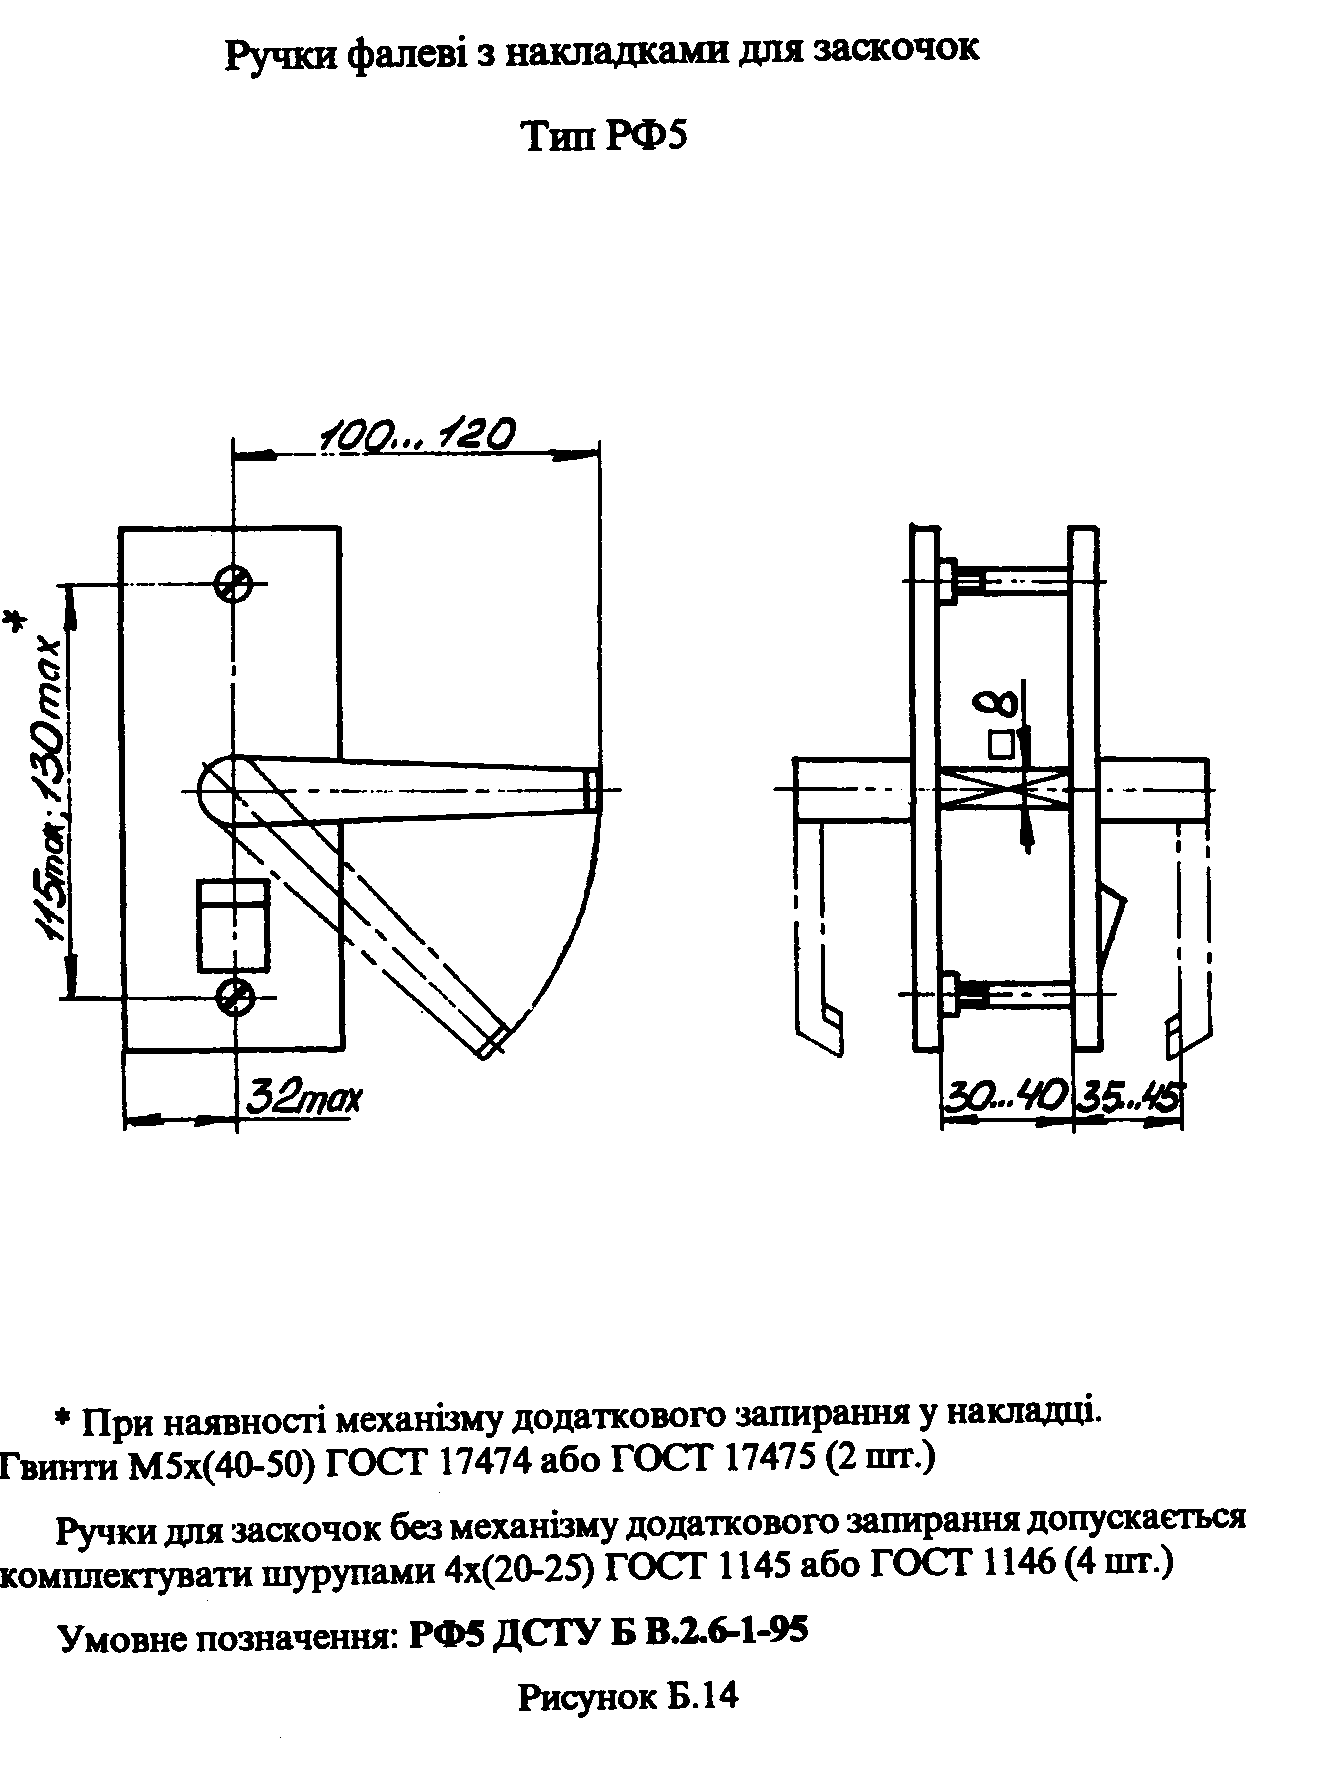 Ручки фалеві з накладками для заскочок
Тип РФ5
100... 120
*
115max; 130max
□ 8
32max
30...40
35...45
* При наявності механізму додаткового запирання у накладці.
Гвинти М5х(40-50) ГОСТ 17474 або ГОСТ 17475 (2 шт.)
Ручки для заскочок без механізму додаткового запирання допускається
комплектувати шурупами 4х(20-25) ГОСТ 1145 або ГОСТ 1146 (4 шт.)
Умовне позначення: РФ5 ДСТУ Б В.2.6-1-95
Рисунок Б.14